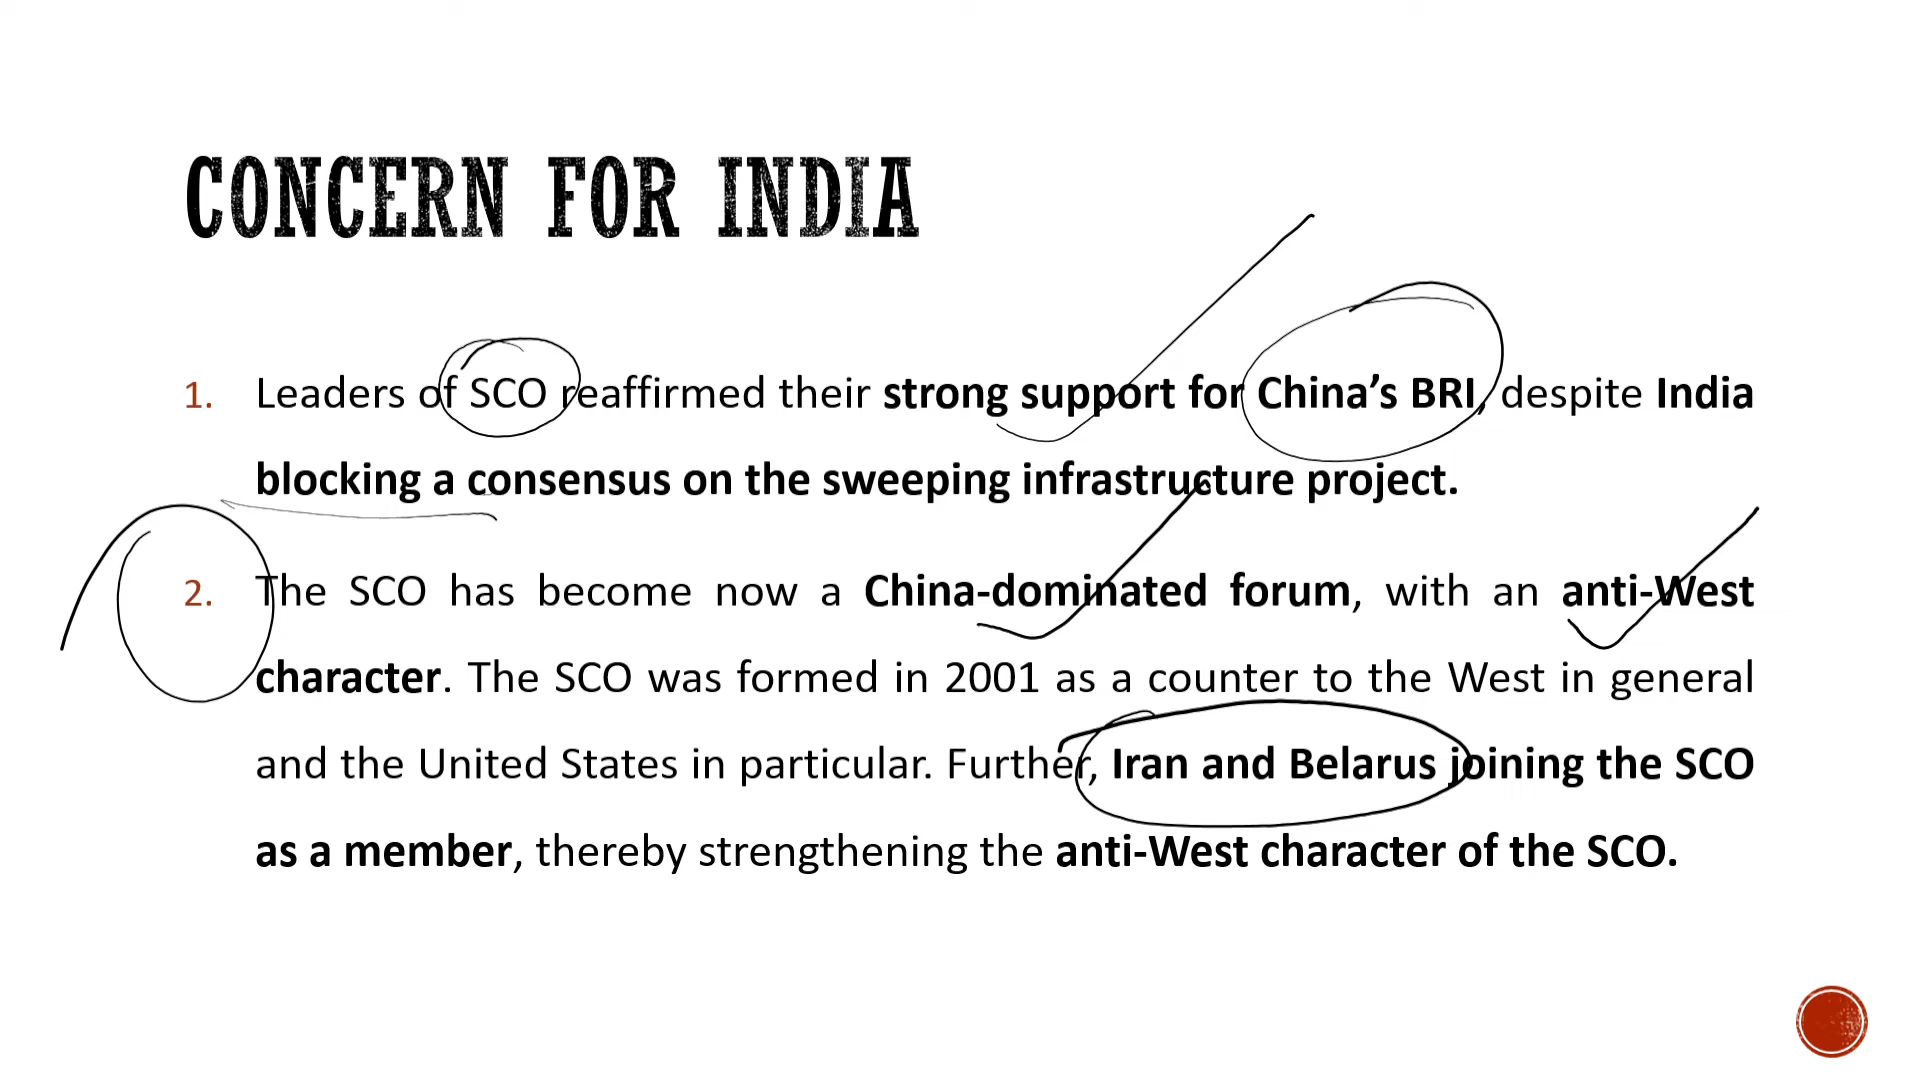 CONCERN FOR INDIA
1. Leaders of SCO reaffirmed their strong support for China’s BRI, despite India
blocking a consensus on the sweeping infrastructure project.
2. The SCO has become now a China-dominated forum, with an anti-West
character. The SCO was formed in 2001 as a counter to the West in general
and the United States in particular. Further, Iran and Belarus joining the SCO
as a member, thereby strengthening the anti-West character of the SCO.